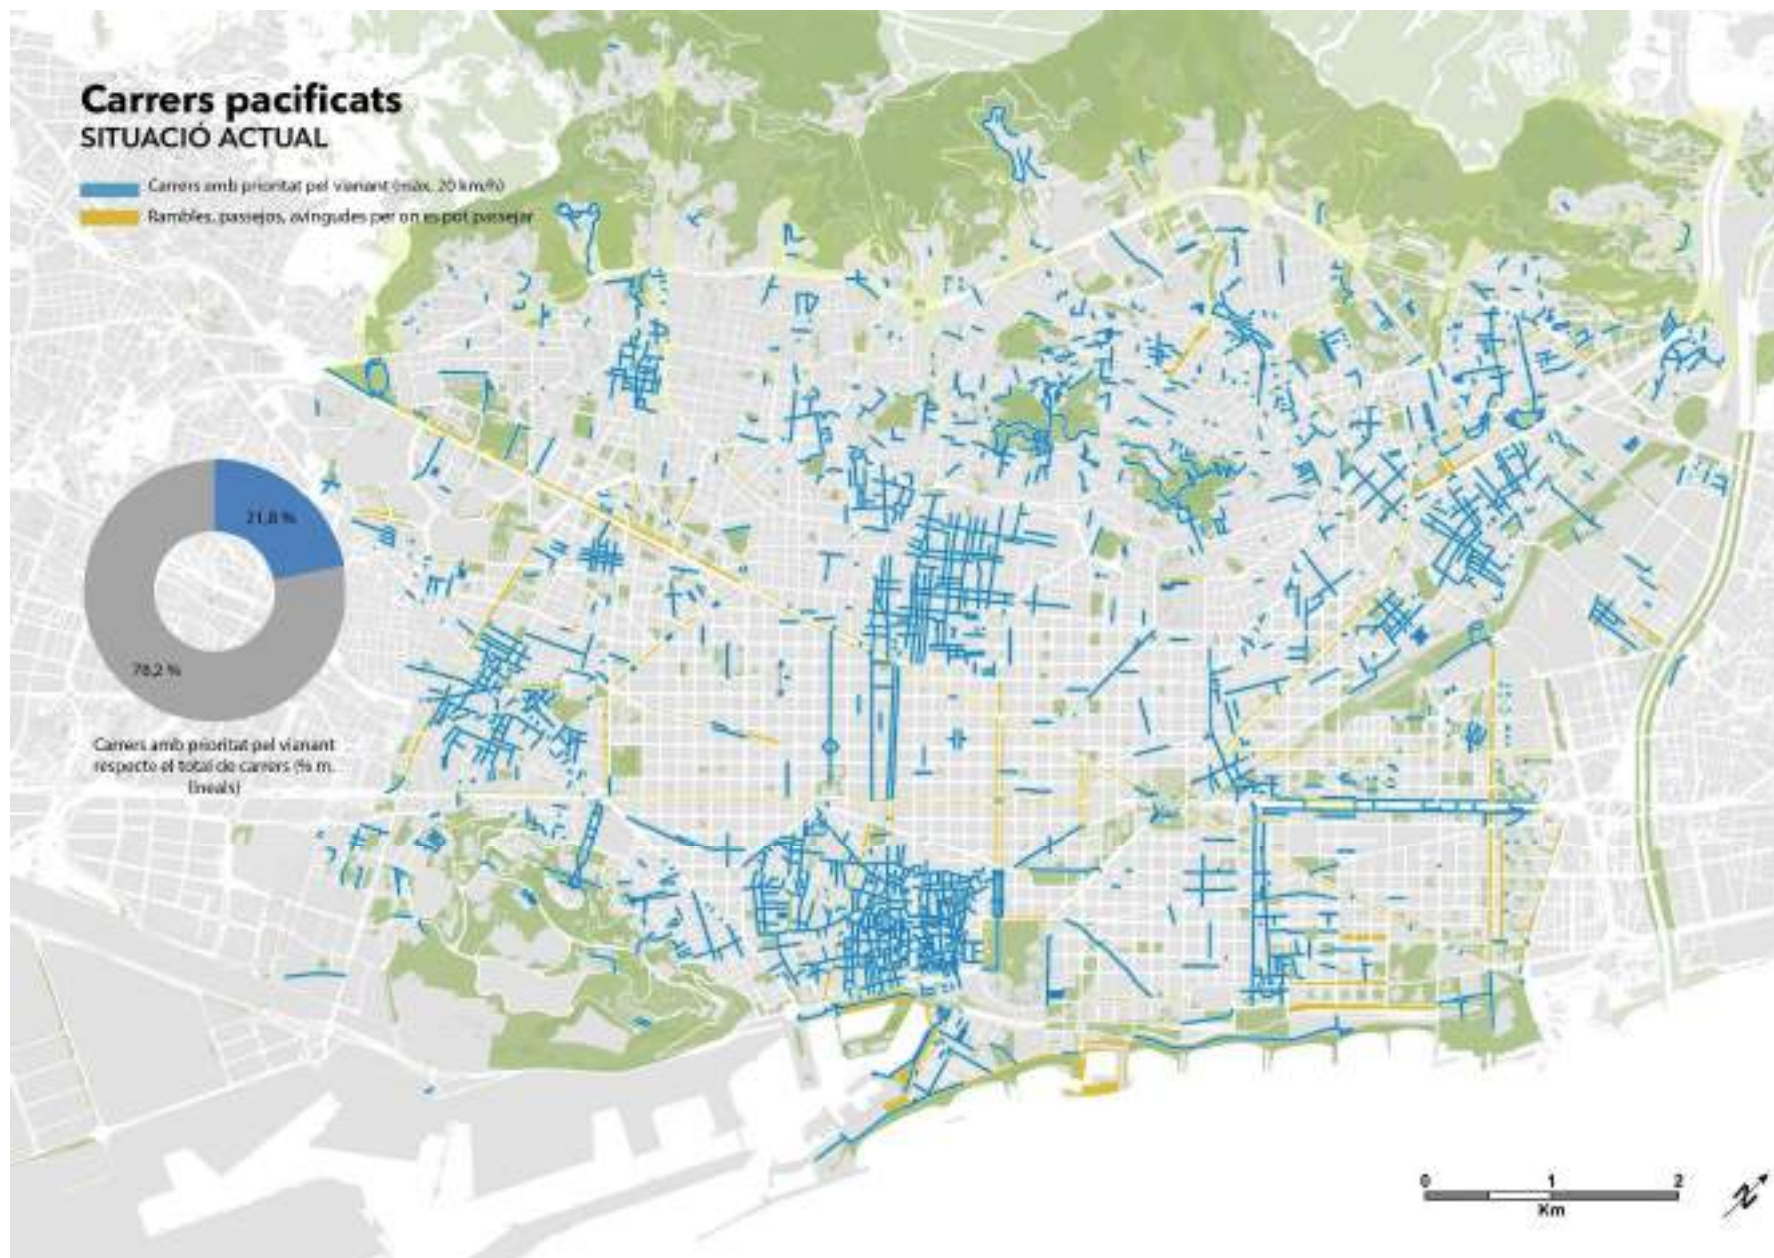 Carrers pacificats
SITUACIÓ ACTUAL
Carrers amb prioritat pel vianant (màx. 20 km/h)
Rambles, passejos, avingudes per on es pot passejar
21,8 %
78,2 %
Carrers amb prioritat pel vianant
respecte el total de carrers (% m.
lineals)
0 1 2
Km
N